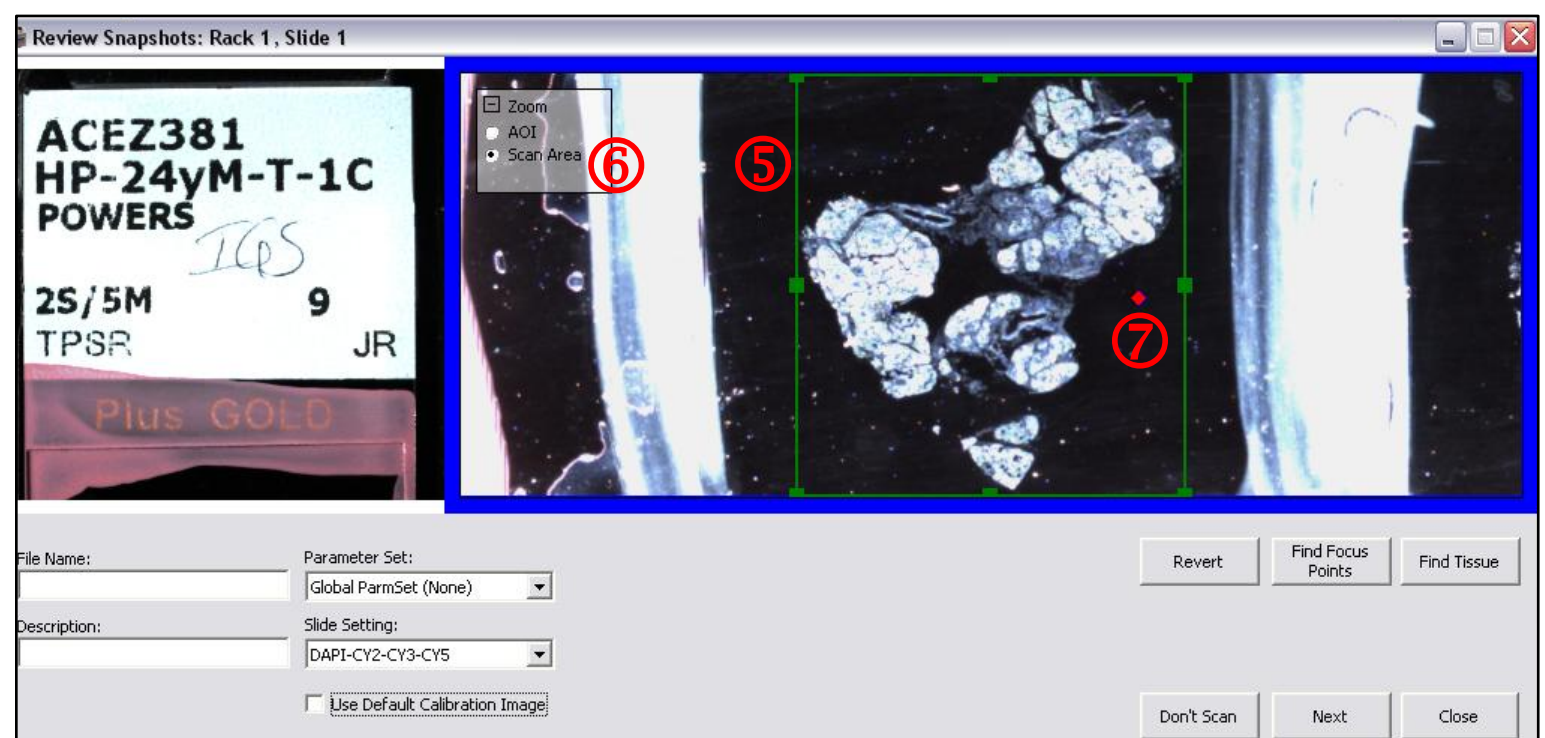 Review Snapshots: Rack 1, Slide 1
ACEZ381
HP-24yM-T-1C
POWERS
2S/5M 9
TPSR JR
Plus GOLD
Zoom
AOI
Scan Area
⑥
⑤
⑦
File Name:
Parameter Set:
Global ParmSet (None)
Description:
Slide Setting:
DAPI-CY2-CY3-CY5
Use Default Calibration Image
Revert
Find Focus
Points
Find Tissue
Don't Scan
Next
Close